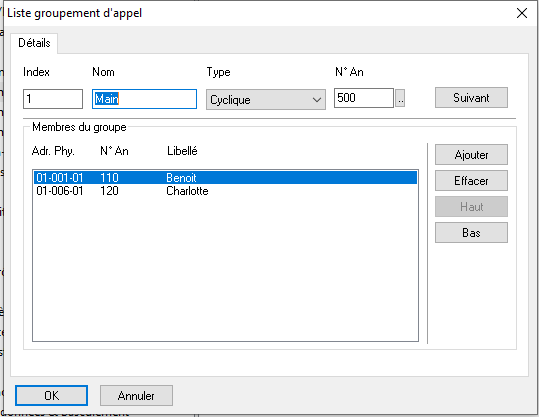 Liste groupement d'appel
Détails
Index Nom Type N° An
1 Main Cyclique 500 .. Suivant
Membres du groupe
Adr. Phy. N° An Libellé
01-001-01 110 Benoit
01-006-01 120 Charlotte
Ajouter
Effacer
Haut
Bas
OK Annuler